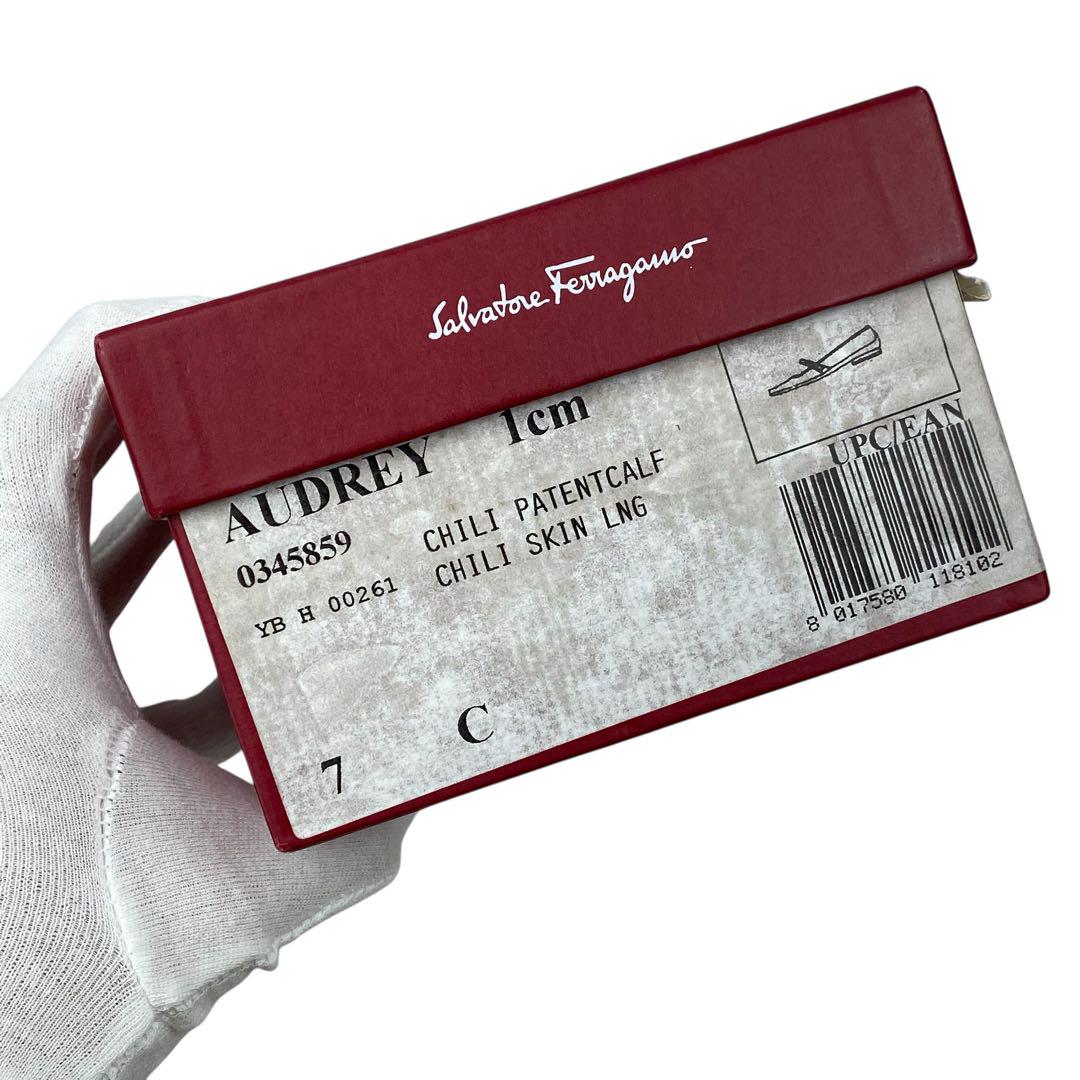 Salvatore Ferragamo
AUDREY 1cm
0345859 CHILI PATENTCALF
YB H 00261 CHILI SKIN LNG
UPC/EAN
8 017580 118102
7 C